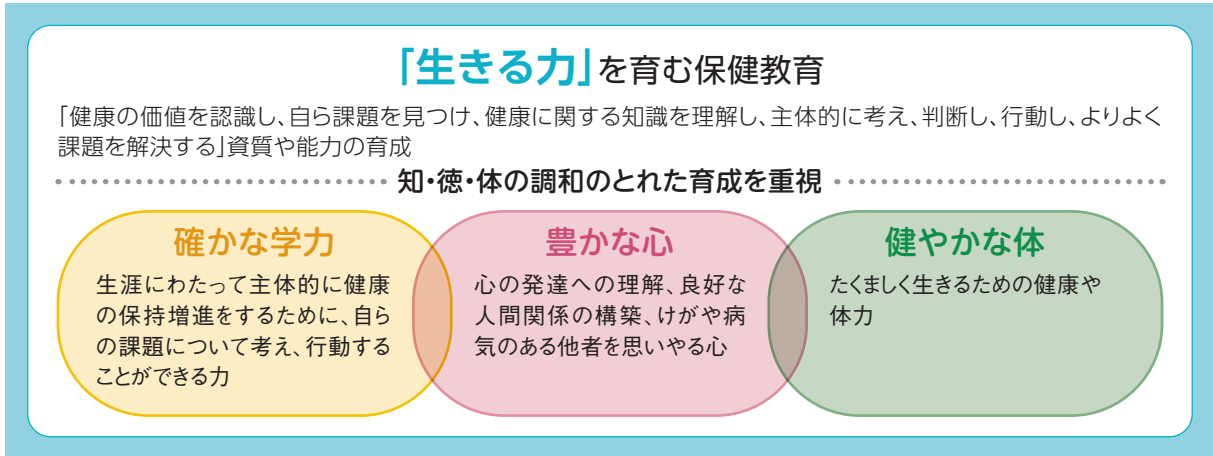 「生きる力」を育む保健教育
「健康の価値を認識し、自ら課題を見つけ、健康に関する知識を理解し、主体的に考え、判断し、行動し、よりよく
課題を解決する」資質や能力の育成
知・徳・体の調和のとれた育成を重視
確かな学力
生涯にわたって主体的に健康
の保持増進をするために、自ら
の課題について考え、行動する
ことができる力
豊かな心
心の発達への理解、良好な
人間関係の構築、けがや病
気のある他者を思いやる心
健やかな体
たくましく生きるための健康や
体力